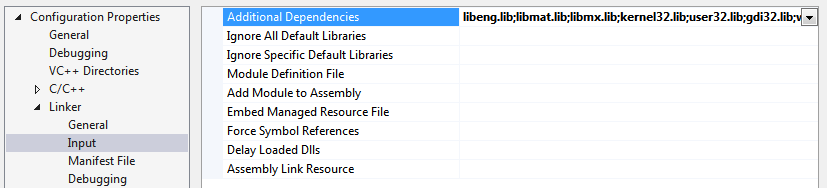 Configuration Properties
General
Debugging
VC++ Directories
C/C++
Linker
General
Input
Manifest File
Debugging
Additional Dependencies libeng.lib;libmat.lib;libmx.lib;kernel32.lib;user32.lib;gdi32.lib;
Ignore All Default Libraries
Ignore Specific Default Libraries
Module Definition File
Add Module to Assembly
Embed Managed Resource File
Force Symbol References
Delay Loaded Dlls
Assembly Link Resource